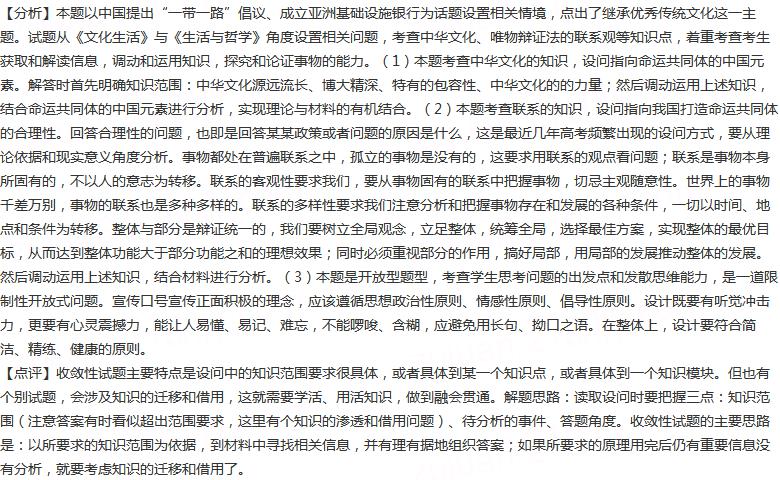 【分析】本题以中国提出“一带一路”倡议、成立亚洲基础设施银行为话题设置相关情境，点出了继承优秀传统文化这一主
题。试题从《文化生活》与《生活与哲学》角度设置相关问题，考查中华文化、唯物辩证法的联系观等知识点，着重考查考生
获取和解读信息，调动和运用知识，探究和论证事物的能力。（1）本题考查中华文化的知识，设问指向命运共同体的中国元
素。解答时首先明确知识范围：中华文化源远流长、博大精深、特有的包容性、中华文化的的力量；然后调动运用上述知识，
结合命运共同体的中国元素进行分析，实现理论与材料的有机结合。（2）本题考查联系的知识，设问指向我国打造命运共同体
的合理性。回答合理性的问题，也即是回答某某政策或者问题的原因是什么，这是最近几年高考频繁出现的设问方式，要从理
论依据和现实意义角度分析。事物都处在普遍联系之中，孤立的事物是没有的，这要求用联系的观点看问题；联系是事物本身
所固有的，不以人的意志为转移。联系的客观性要求我们，要从事物固有的联系中把握事物，切忌主观随意性。世界上的事物
千差万别，事物的联系也是多种多样的。联系的多样性要求我们注意分析和把握事物存在和发展的各种条件，一切以时间、地
点和条件为转移。整体与部分是辩证统一的，我们要树立全局观念，立足整体，统筹全局，选择最佳方案，实现整体的最优目
标，从而达到整体功能大于部分功能之和的理想效果；同时必须重视部分的作用，搞好局部，用局部的发展推动整体的发展。
然后调动运用上述知识，结合材料进行分析。（3）本题是开放型题型，考查学生思考问题的出发点和发散思维能力，是一道限
制性开放式问题。宣传口号宣传正面积极的理念，应该遵循思想政治性原则、情感性原则、倡导性原则。设计既要有听觉冲击
力，更要有心灵震撼力，能让人易懂、易记、难忘，不能啰唆、含糊，应避免用长句、拗口之语。在整体上，设计要符合简
洁、精练、健康的原则。
【点评】收敛性试题主要特点是设问中的知识范围要求很具体，或者具体到某一个知识点，或者具体到一个知识模块。但也有
个别试题，会涉及知识的迁移和借用，这就需要学活、用活知识，做到融会贯通。解题思路：读取设问时要把握三点：知识范
围（注意答案有时看似超出范围要求，这里有个知识的渗透和借用问题）、待分析的事件、答题角度。收敛性试题的主要思路
是：以所要求的知识范围为依据，到材料中寻找相关信息，并有理有据地组织答案；如果所要求的原理用完后仍有重要信息没
有分析，就要考虑知识的迁移和借用了。